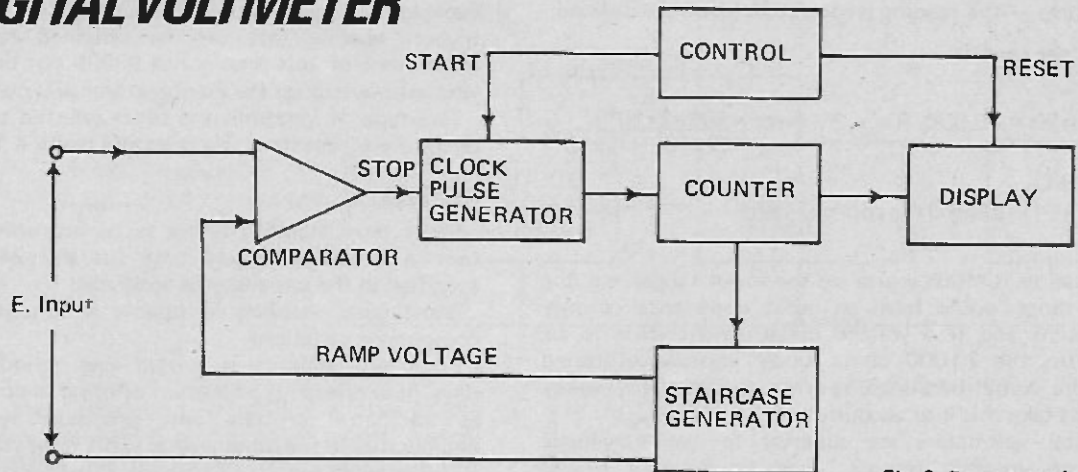 GITAL VOLTMETER
CONTROL
START
RESET
STOP
CLOCK
PULSE
GENERATOR
COUNTER
DISPLAY
COMPARATOR
E. Input
RAMP VOLTAGE
STAIRCASE
GENERATOR